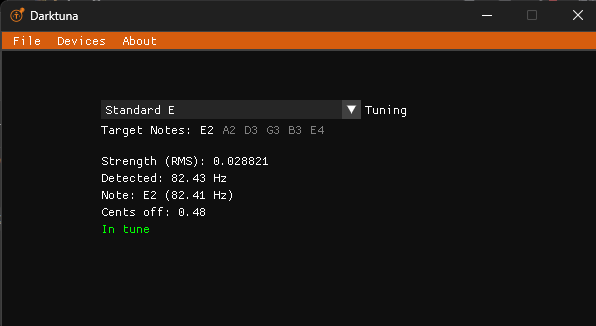 Darktuna
File Devices About
Standard E Tuning
Target Notes: E2 A2 D3 G3 B3 E4
Strength (RMS): 0.028821
Detected: 82.43 Hz
Note: E2 (82.41 Hz)
Cents off: 0.48
In tune